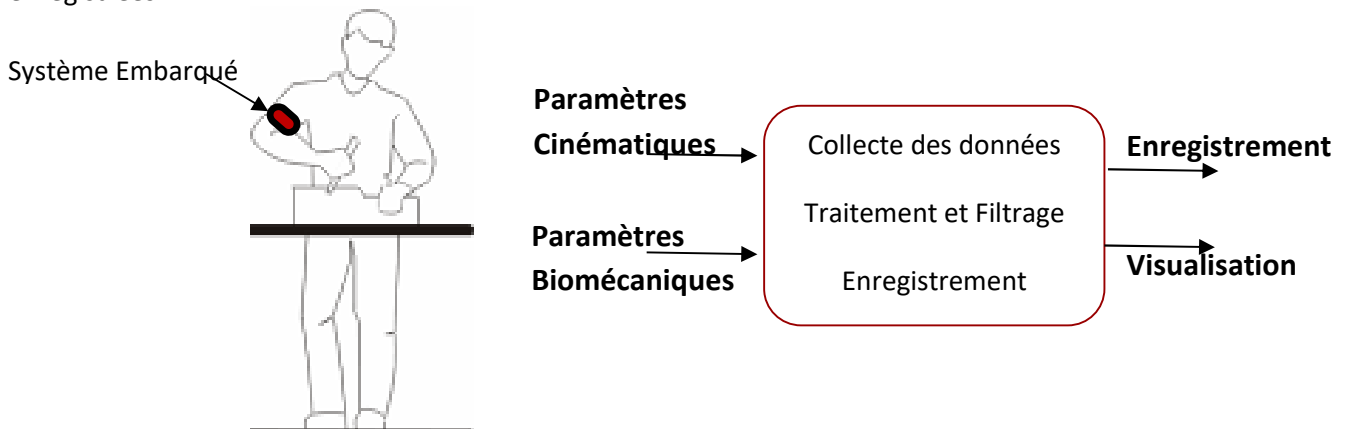 Système Embarqué
Paramètres
Cinématiques
Paramètres
Biomécaniques
Collecte des données
Traitement et Filtrage
Enregistrement
Enregistrement
Visualisation